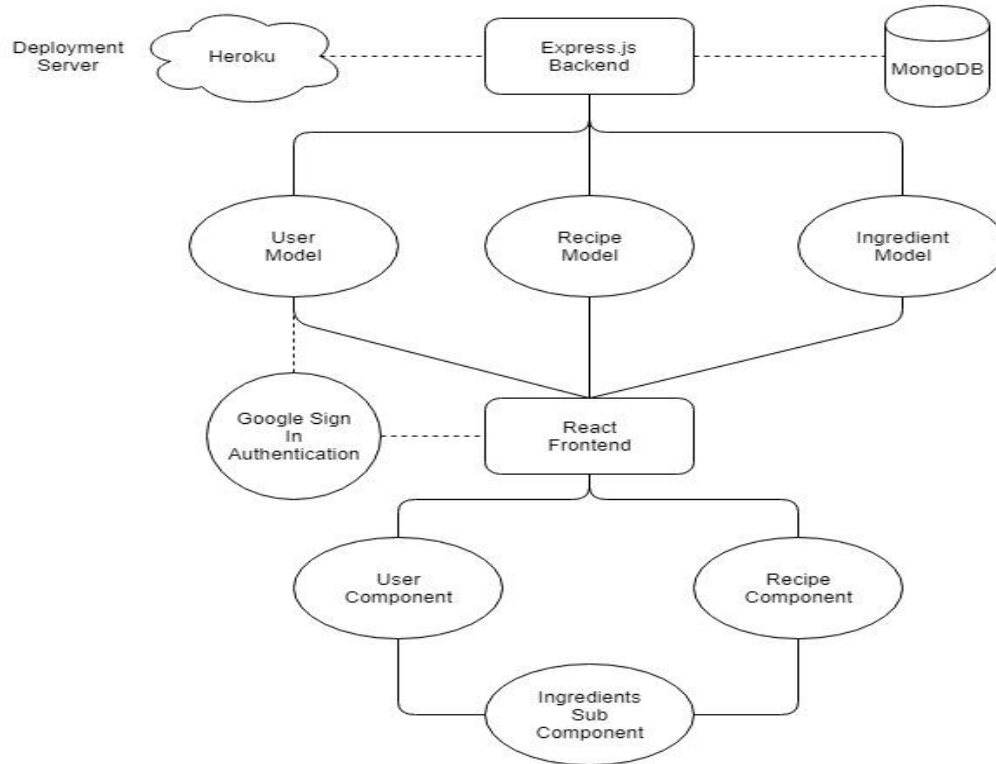 Deployment
Server
Heroku
Express.js
Backend
MongoDB
User
Model
Recipe
Model
Ingredient
Model
Google Sign
In
Authentication
React
Frontend
User
Component
Recipe
Component
Ingredients
Sub
Component